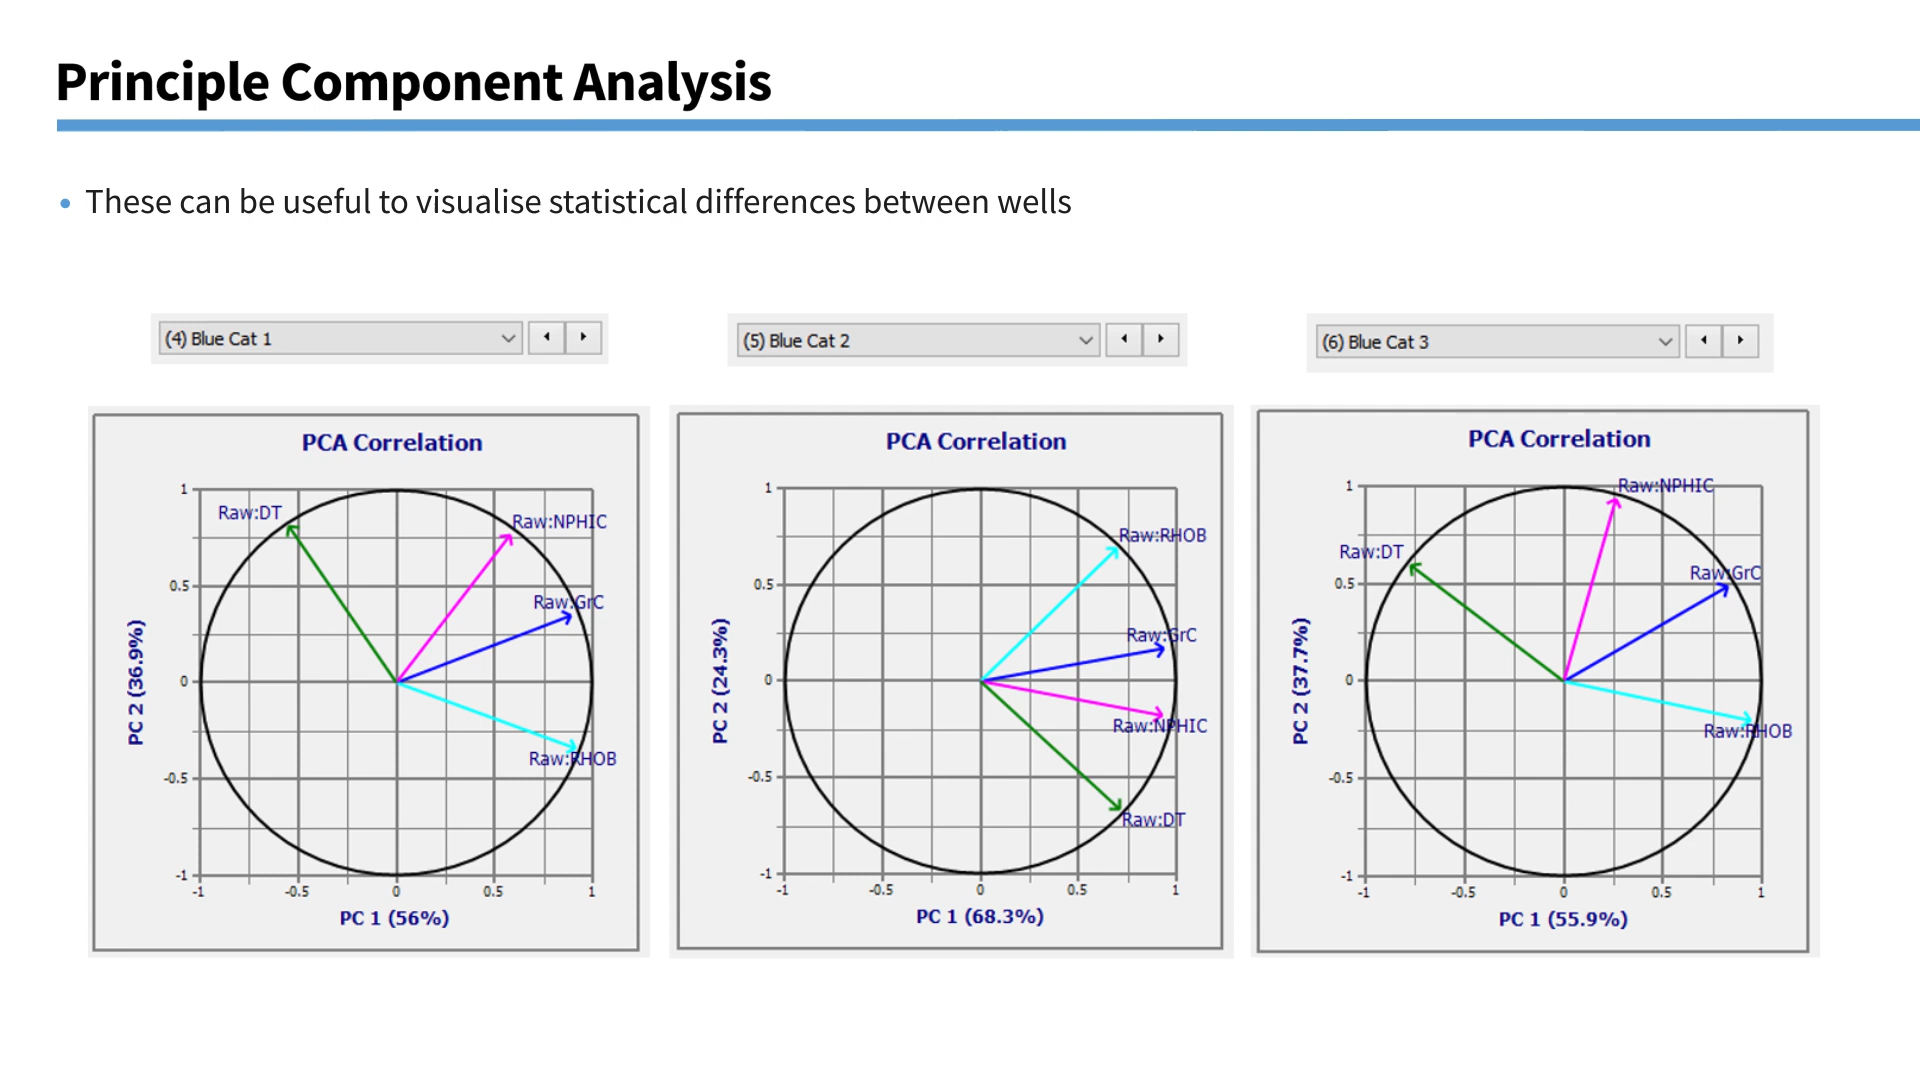 Principle Component Analysis
• These can be useful to visualise statistical differences between wells
(4) Blue Cat 1
(5) Blue Cat 2
(6) Blue Cat 3
PCA Correlation
1
Raw:DT
Raw:NPHIC
0.5
Raw:GrC
0
Raw:RHOB
-0.5
-1
-1 -0.5 0 0.5 1
PC 2 (36.9%)
PC 1 (56%)
PCA Correlation
1
Raw:RHOB
0.5
Raw:GrC
0
Raw:NPHIC
-0.5
Raw:DT
-1
-1 -0.5 0 0.5 1
PC 2 (24.3%)
PC 1 (68.3%)
PCA Correlation
1
Raw:NPHIC
Raw:DT
Raw:GrC
0.5
0
Raw:RHOB
-0.5
-1
-1 -0.5 0 0.5 1
PC 2 (37.7%)
PC 1 (55.9%)